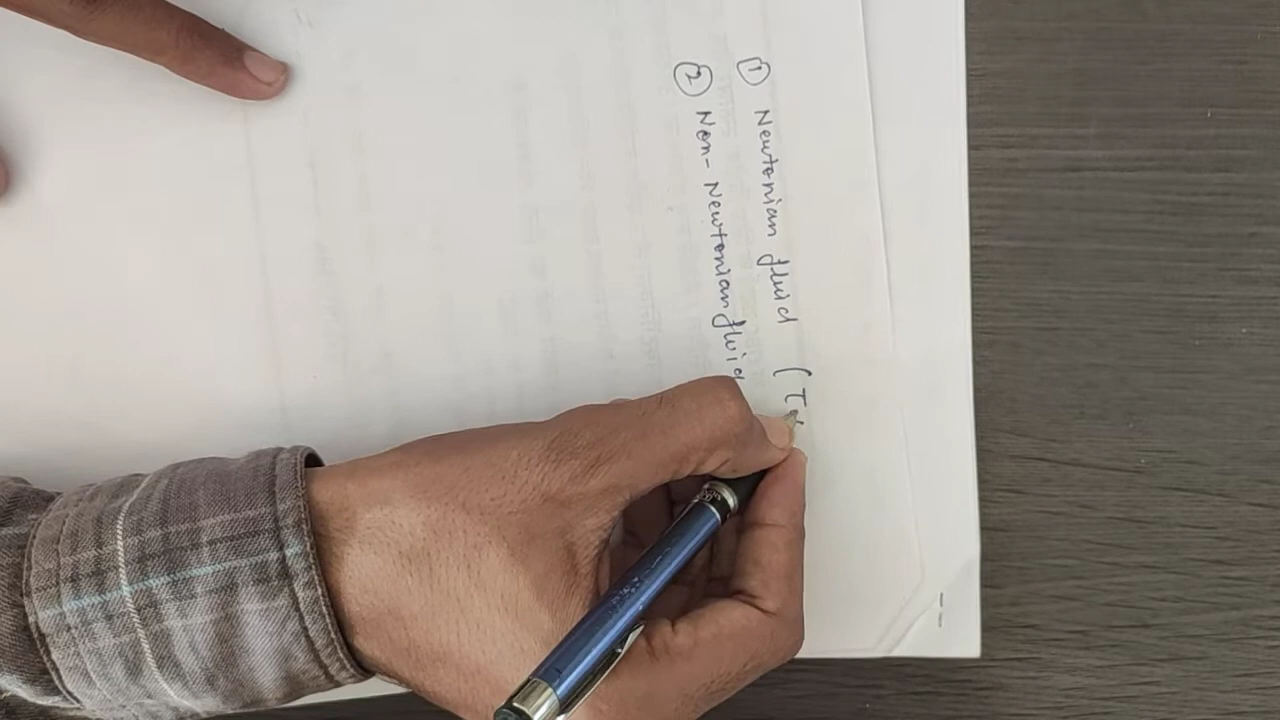 ① Newtonian fluid (τ α
② Non-Newtonian fluid